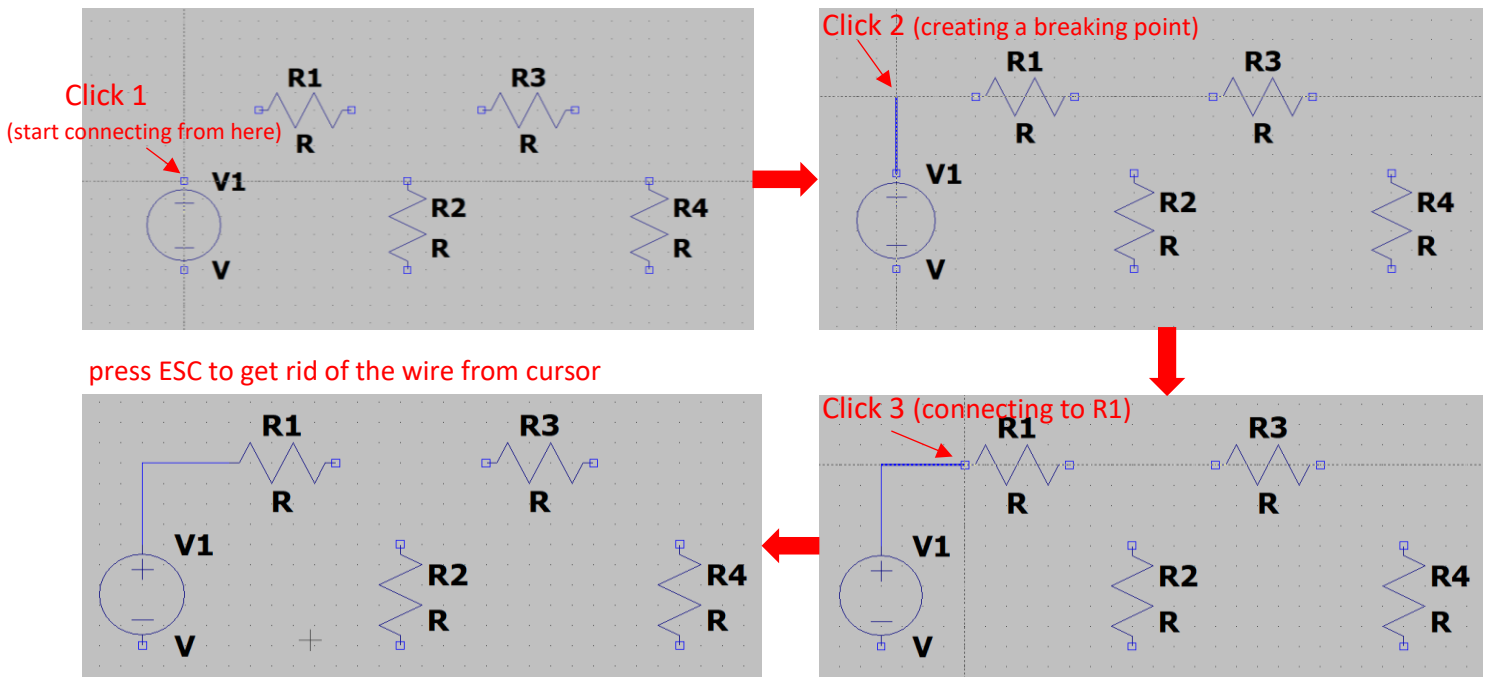 Click 1
(start connecting from here)
R1
R
R3
R
V1
V
R2
R
R4
R
Click 2 (creating a breaking point)
R1
R
R3
R
V1
V
R2
R
R4
R
Click 3 (connecting to R1)
R1
R
R3
R
V1
V
R2
R
R4
R
press ESC to get rid of the wire from cursor
R1
R
R3
R
V1
V
R2
R
R4
R